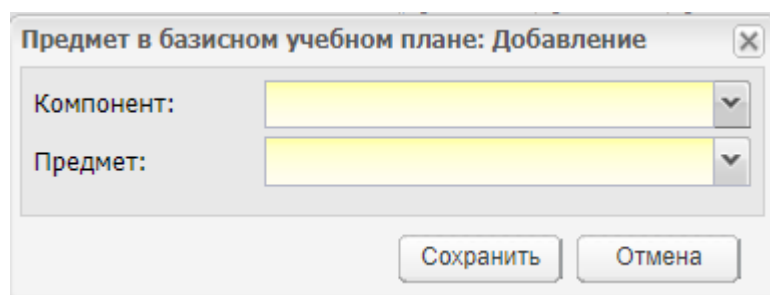 Предмет в базисном учебном плане: Добавление
Компонент:
Предмет:
Сохранить Отмена